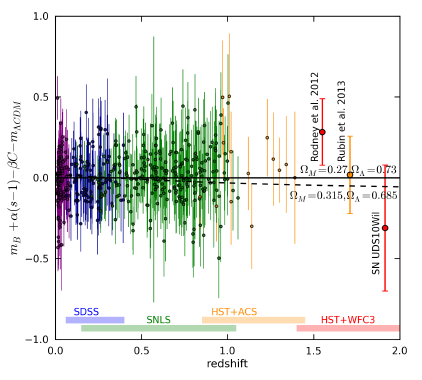 1.0
0.5
0.0
−0.5
−1.0
m_B + α(s−1)−βC−m_ΛCDM
Rodney et al. 2012
Rubin et al. 2013
Ω_M=0.27,Ω_Λ=0.73
Ω_M=0.315,Ω_Λ=0.685
SN UDS10Wil
SDSS
HST+ACS
SNLS
HST+WFC3
0.0
0.5
1.0
1.5
2.0
redshift